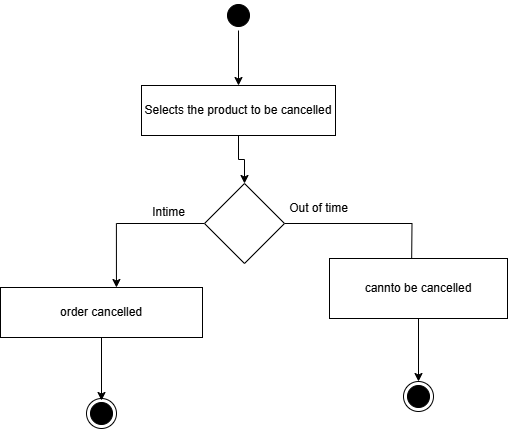 Selects the product to be cancelled
Intime
Out of time
order cancelled
cannto be cancelled